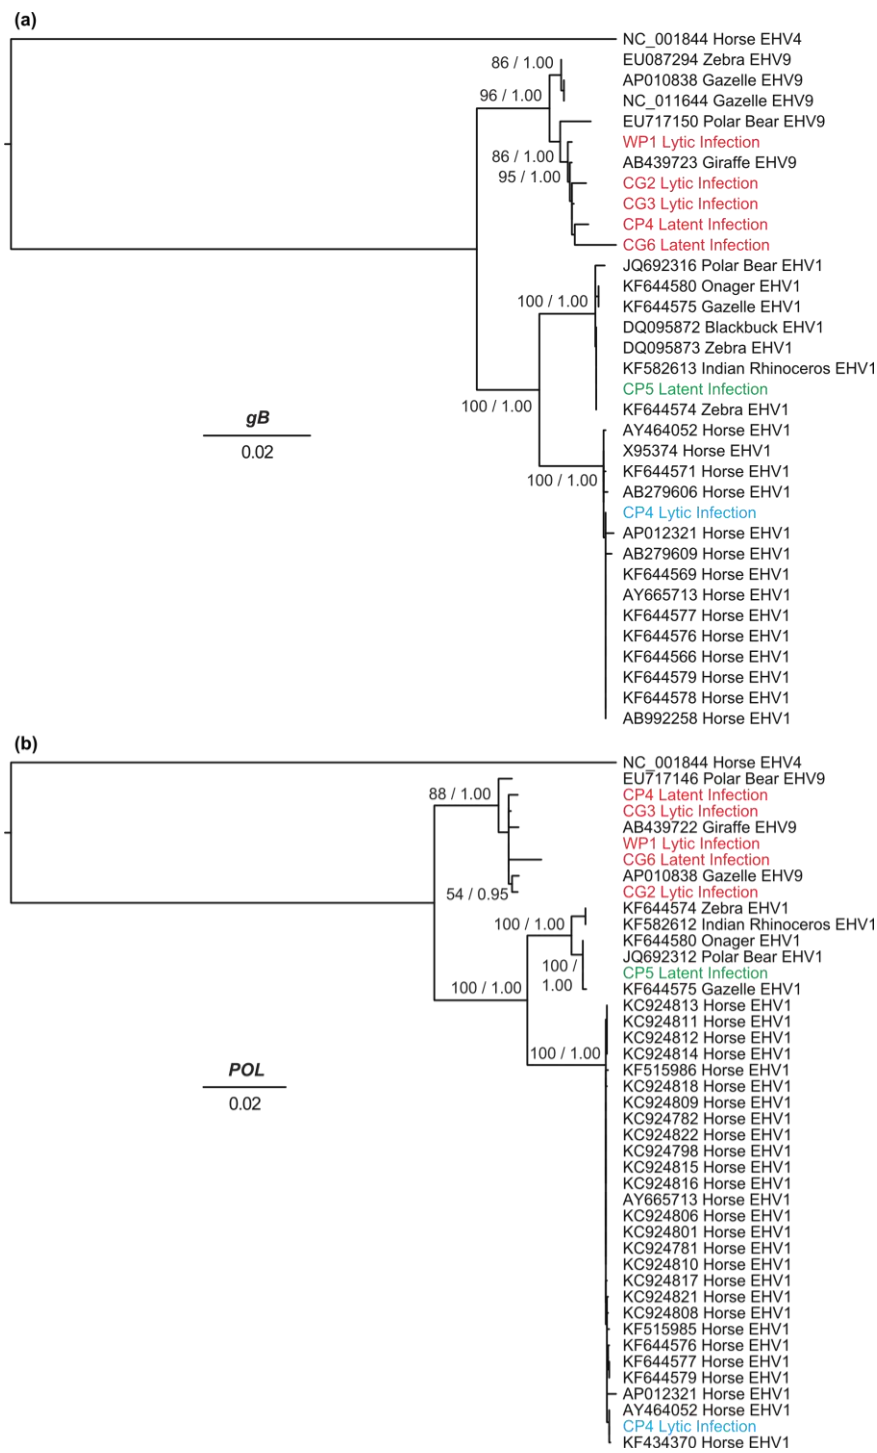 (a)
NC_001844 Horse EHV4
86 / 1.00
EU087294 Zebra EHV9
AP010838 Gazelle EHV9
96 / 1.00
NC_011644 Gazelle EHV9
EU717150 Polar Bear EHV9
WP1 Lytic Infection
86 / 1.00
AB439723 Giraffe EHV9
95 / 1.00
CG2 Lytic Infection
CG3 Lytic Infection
CP4 Latent Infection
CG6 Latent Infection
JQ692316 Polar Bear EHV1
KF644580 Onager EHV1
100 / 1.00
KF644575 Gazelle EHV1
DQ095872 Blackbuck EHV1
DQ095873 Zebra EHV1
KF582613 Indian Rhinoceros EHV1
CP5 Latent Infection
100 / 1.00
KF644574 Zebra EHV1
gB
0.02
AY464052 Horse EHV1
X95374 Horse EHV1
100 / 1.00
KF644571 Horse EHV1
AB279606 Horse EHV1
CP4 Lytic Infection
AP012321 Horse EHV1
AB279609 Horse EHV1
KF644569 Horse EHV1
AY665713 Horse EHV1
KF644577 Horse EHV1
KF644576 Horse EHV1
KF644566 Horse EHV1
KF644579 Horse EHV1
KF644578 Horse EHV1
AB992258 Horse EHV1
(b)
NC_001844 Horse EHV4
EU717146 Polar Bear EHV9
88 / 1.00
CP4 Latent Infection
CG3 Lytic Infection
AB439722 Giraffe EHV9
WP1 Lytic Infection
CG6 Latent Infection
AP010838 Gazelle EHV9
54 / 0.95
CG2 Lytic Infection
KF644574 Zebra EHV1
100 / 1.00
KF582612 Indian Rhinoceros EHV1
KF644580 Onager EHV1
JQ692312 Polar Bear EHV1
100 /
1.00
CP5 Latent Infection
100 / 1.00
KF644575 Gazelle EHV1
KC924813 Horse EHV1
KC924811 Horse EHV1
KC924812 Horse EHV1
100 / 1.00
KC924814 Horse EHV1
KF515986 Horse EHV1
POL
0.02
KC924818 Horse EHV1
KC924809 Horse EHV1
KC924782 Horse EHV1
KC924822 Horse EHV1
KC924798 Horse EHV1
KC924815 Horse EHV1
KC924816 Horse EHV1
AY665713 Horse EHV1
KC924806 Horse EHV1
KC924801 Horse EHV1
KC924781 Horse EHV1
KC924810 Horse EHV1
KC924817 Horse EHV1
KC924821 Horse EHV1
KC924808 Horse EHV1
KF515985 Horse EHV1
KF644576 Horse EHV1
KF644577 Horse EHV1
KF644579 Horse EHV1
AP012321 Horse EHV1
AY464052 Horse EHV1
CP4 Lytic Infection
KF434370 Horse EHV1